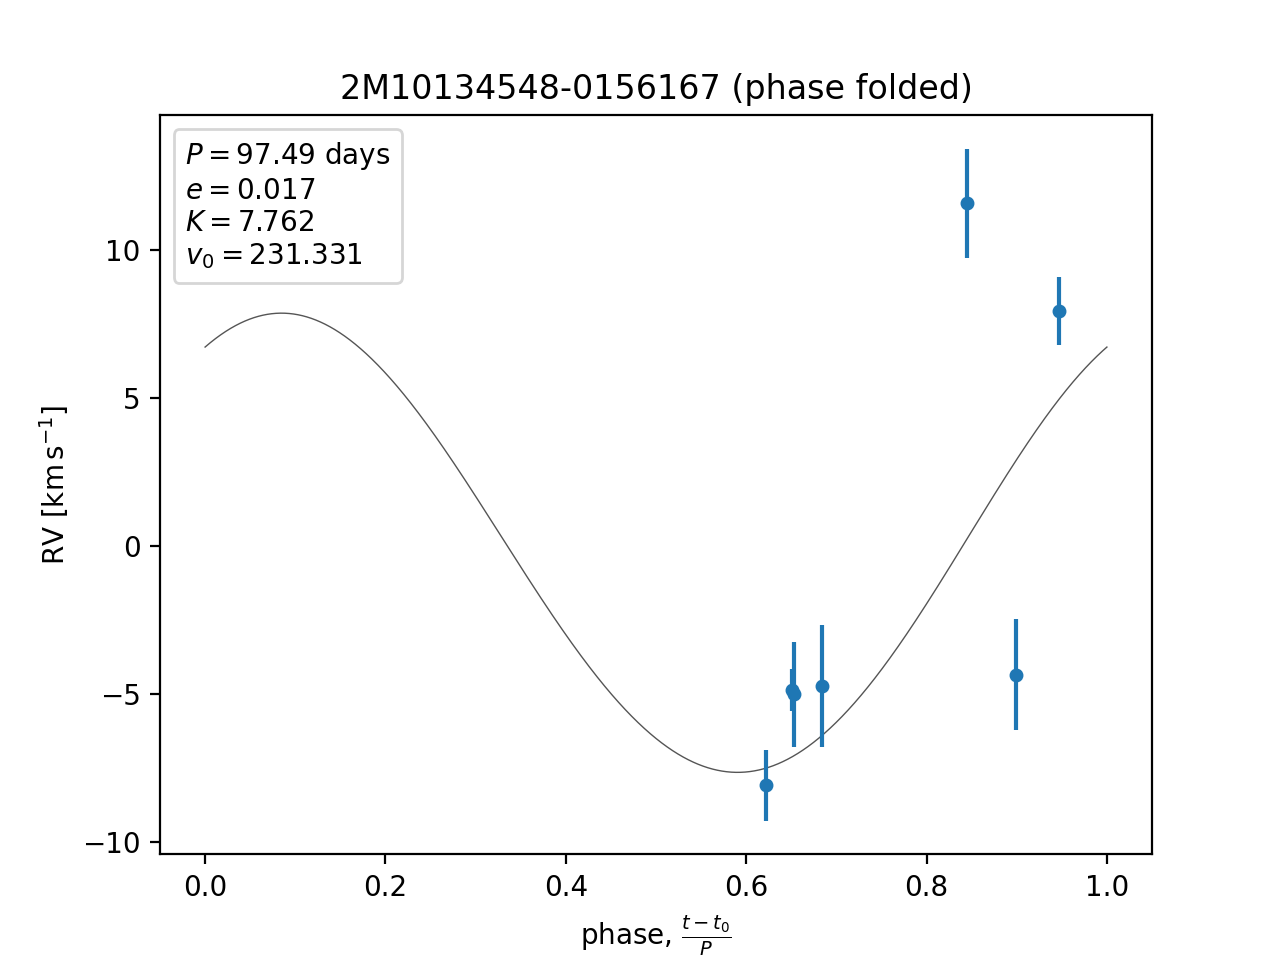 2M10134548-0156167 (phase folded)
P = 97.49 days
e = 0.017
K = 7.762
v₀ = 231.331
10
5
0
−5
−10
RV [km s⁻¹]
0.0 0.2 0.4 0.6 0.8 1.0
phase, (t − t₀)/P